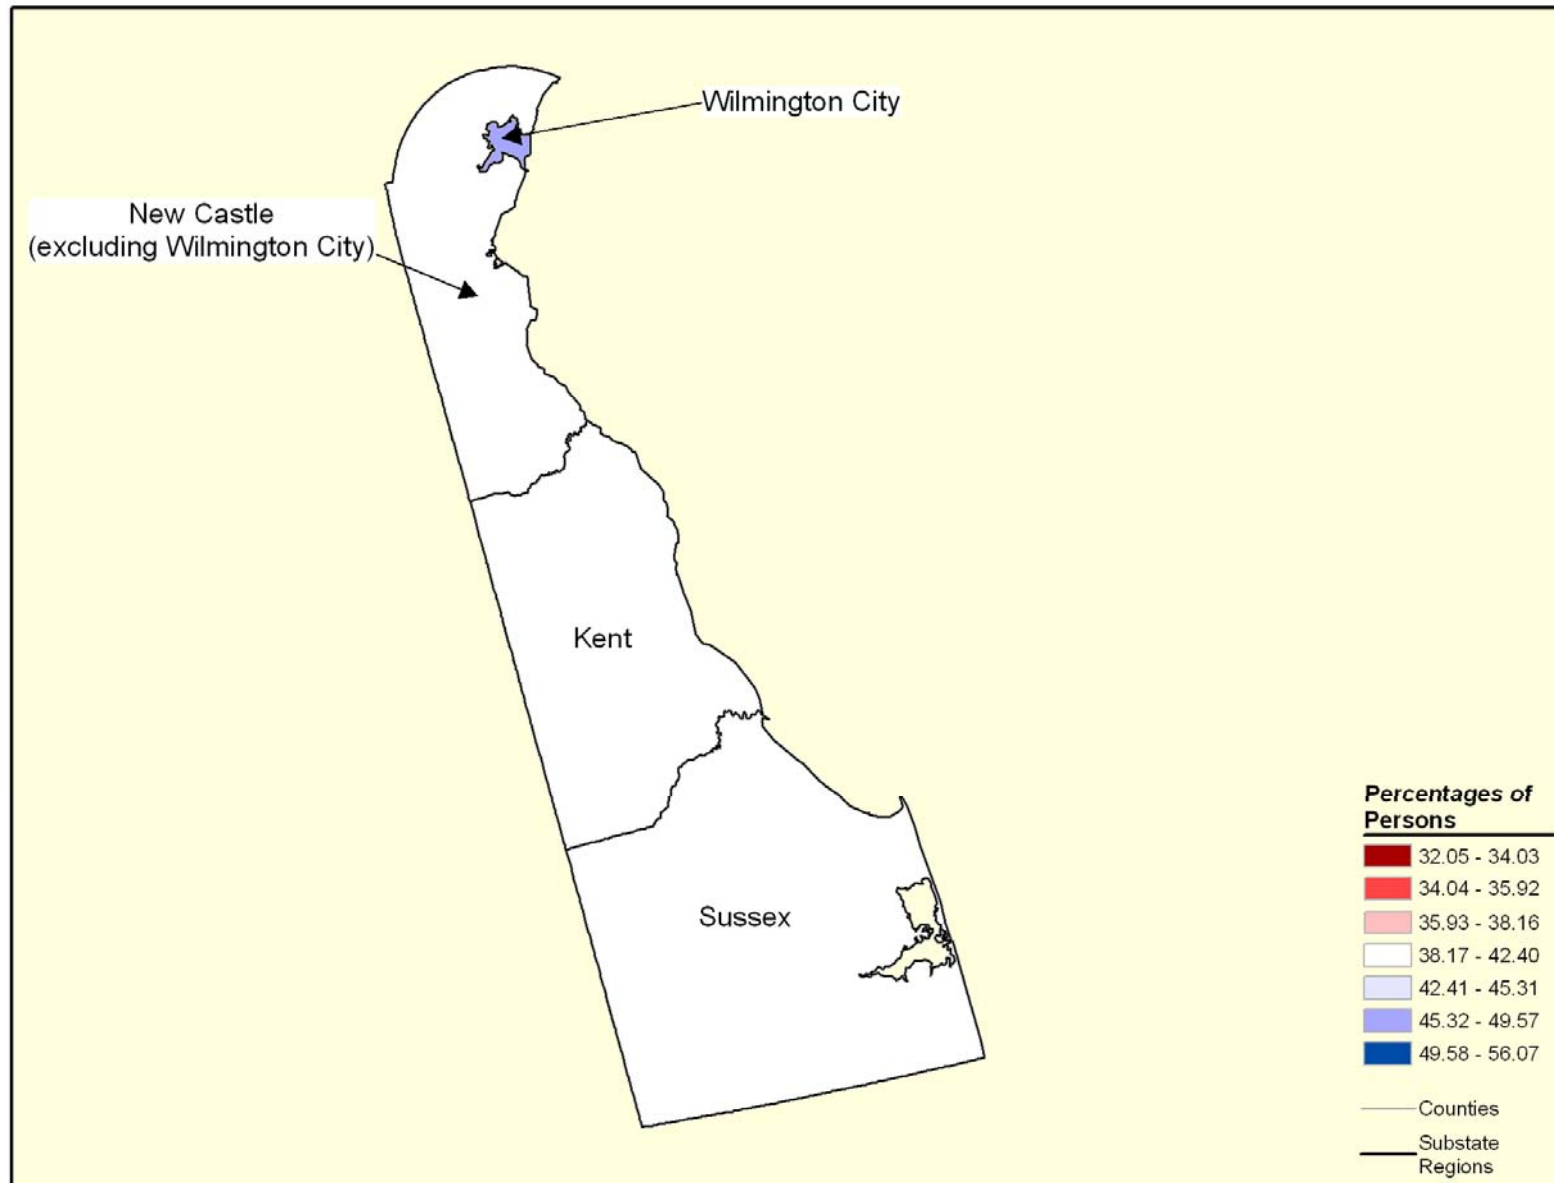 Wilmington City
New Castle
(excluding Wilmington City)
Kent
Sussex
Percentages of
Persons
32.05 - 34.03
34.04 - 35.92
35.93 - 38.16
38.17 - 42.40
42.41 - 45.31
45.32 - 49.57
49.58 - 56.07
Counties
Substate
Regions